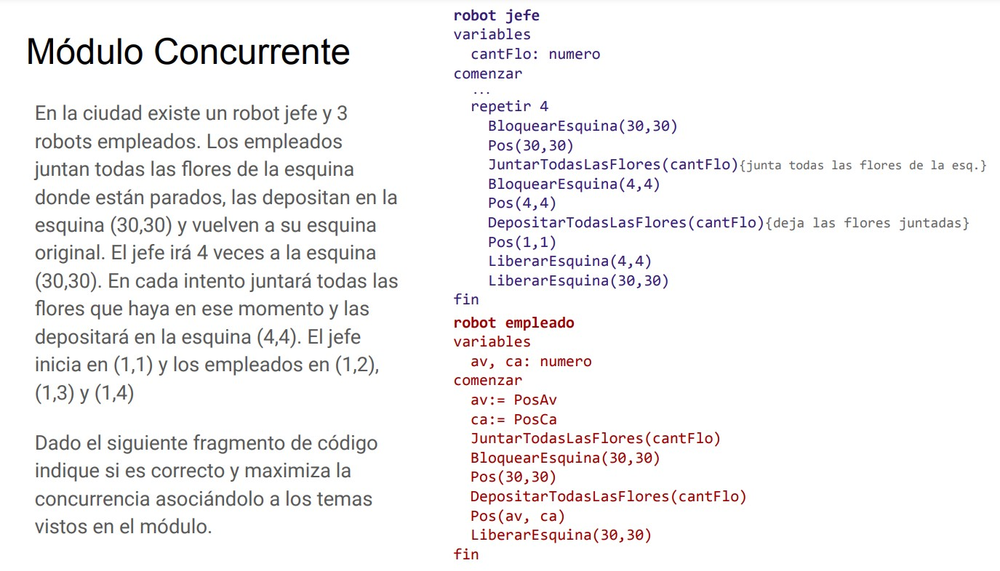 Módulo Concurrente
En la ciudad existe un robot jefe y 3
robots empleados. Los empleados
juntan todas las flores de la esquina
donde están parados, las depositan en la
esquina (30,30) y vuelven a su esquina
original. El jefe irá 4 veces a la esquina
(30,30). En cada intento juntará todas las
flores que haya en ese momento y las
depositará en la esquina (4,4). El jefe
inicia en (1,1) y los empleados en (1,2),
(1,3) y (1,4)
Dado el siguiente fragmento de código
indique si es correcto y maximiza la
concurrencia asociándolo a los temas
vistos en el módulo.
robot jefe
variables
  cantFlo: numero
comenzar
  ...
  repetir 4
    BloquearEsquina(30,30)
    Pos(30,30)
    JuntarTodasLasFlores(cantFlo){junta todas las flores de la esq.}
    BloquearEsquina(4,4)
    Pos(4,4)
    DepositarTodasLasFlores(cantFlo){deja las flores juntadas}
    Pos(1,1)
    LiberarEsquina(4,4)
    LiberarEsquina(30,30)
fin
robot empleado
variables
  av, ca: numero
comenzar
  av:= PosAv
  ca:= PosCa
  JuntarTodasLasFlores(cantFlo)
  BloquearEsquina(30,30)
  Pos(30,30)
  DepositarTodasLasFlores(cantFlo)
  Pos(av, ca)
  LiberarEsquina(30,30)
fin